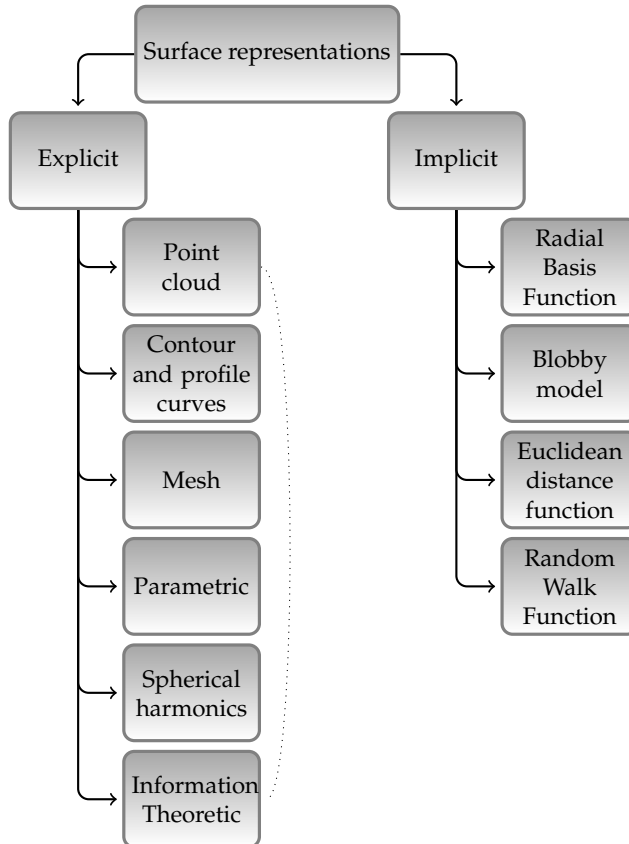 Surface representations
Explicit
Implicit
Point
cloud
Contour
and profile
curves
Mesh
Parametric
Spherical
harmonics
Information
Theoretic
Radial
Basis
Function
Blobby
model
Euclidean
distance
function
Random
Walk
Function